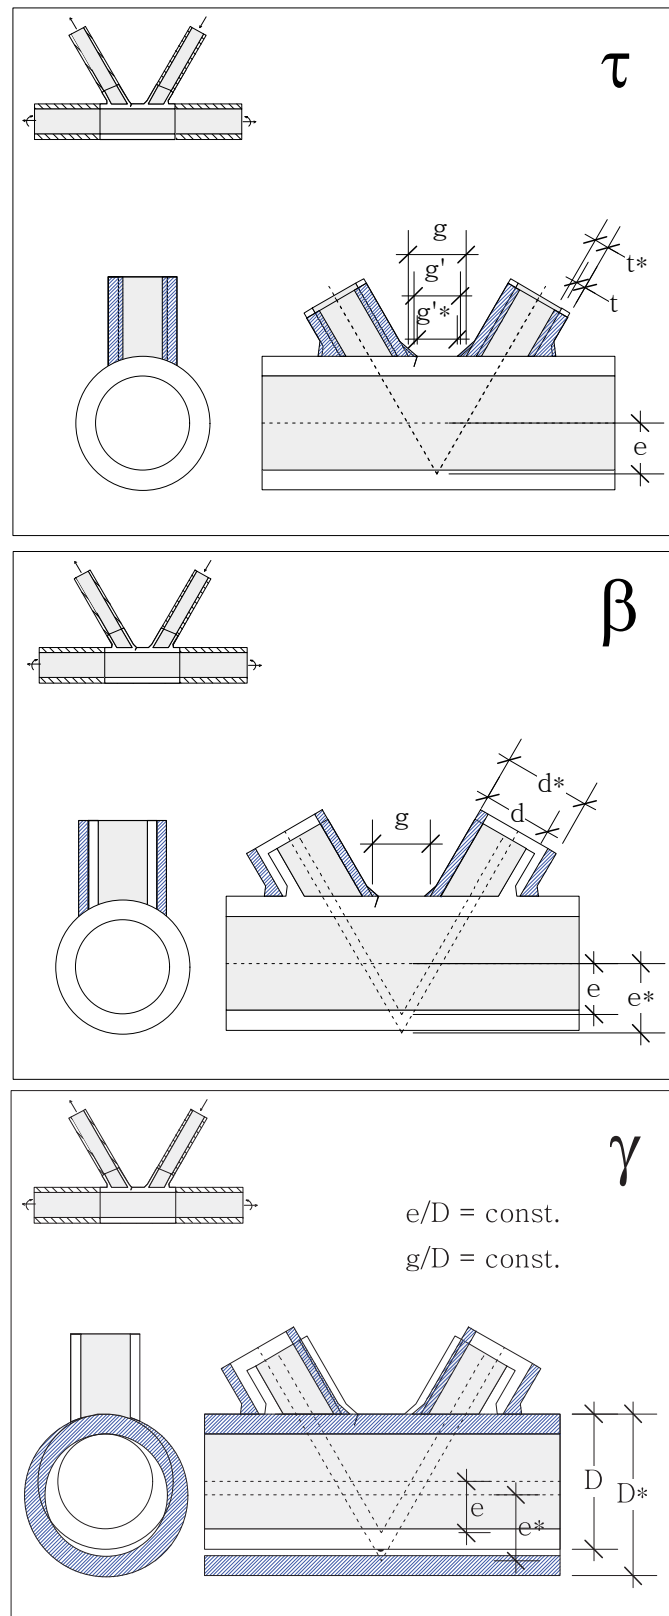 τ
g
g'
g'*
t*
t
e
β
d*
d
g
e
e*
γ
e/D = const.
g/D = const.
e
e*
D
D*